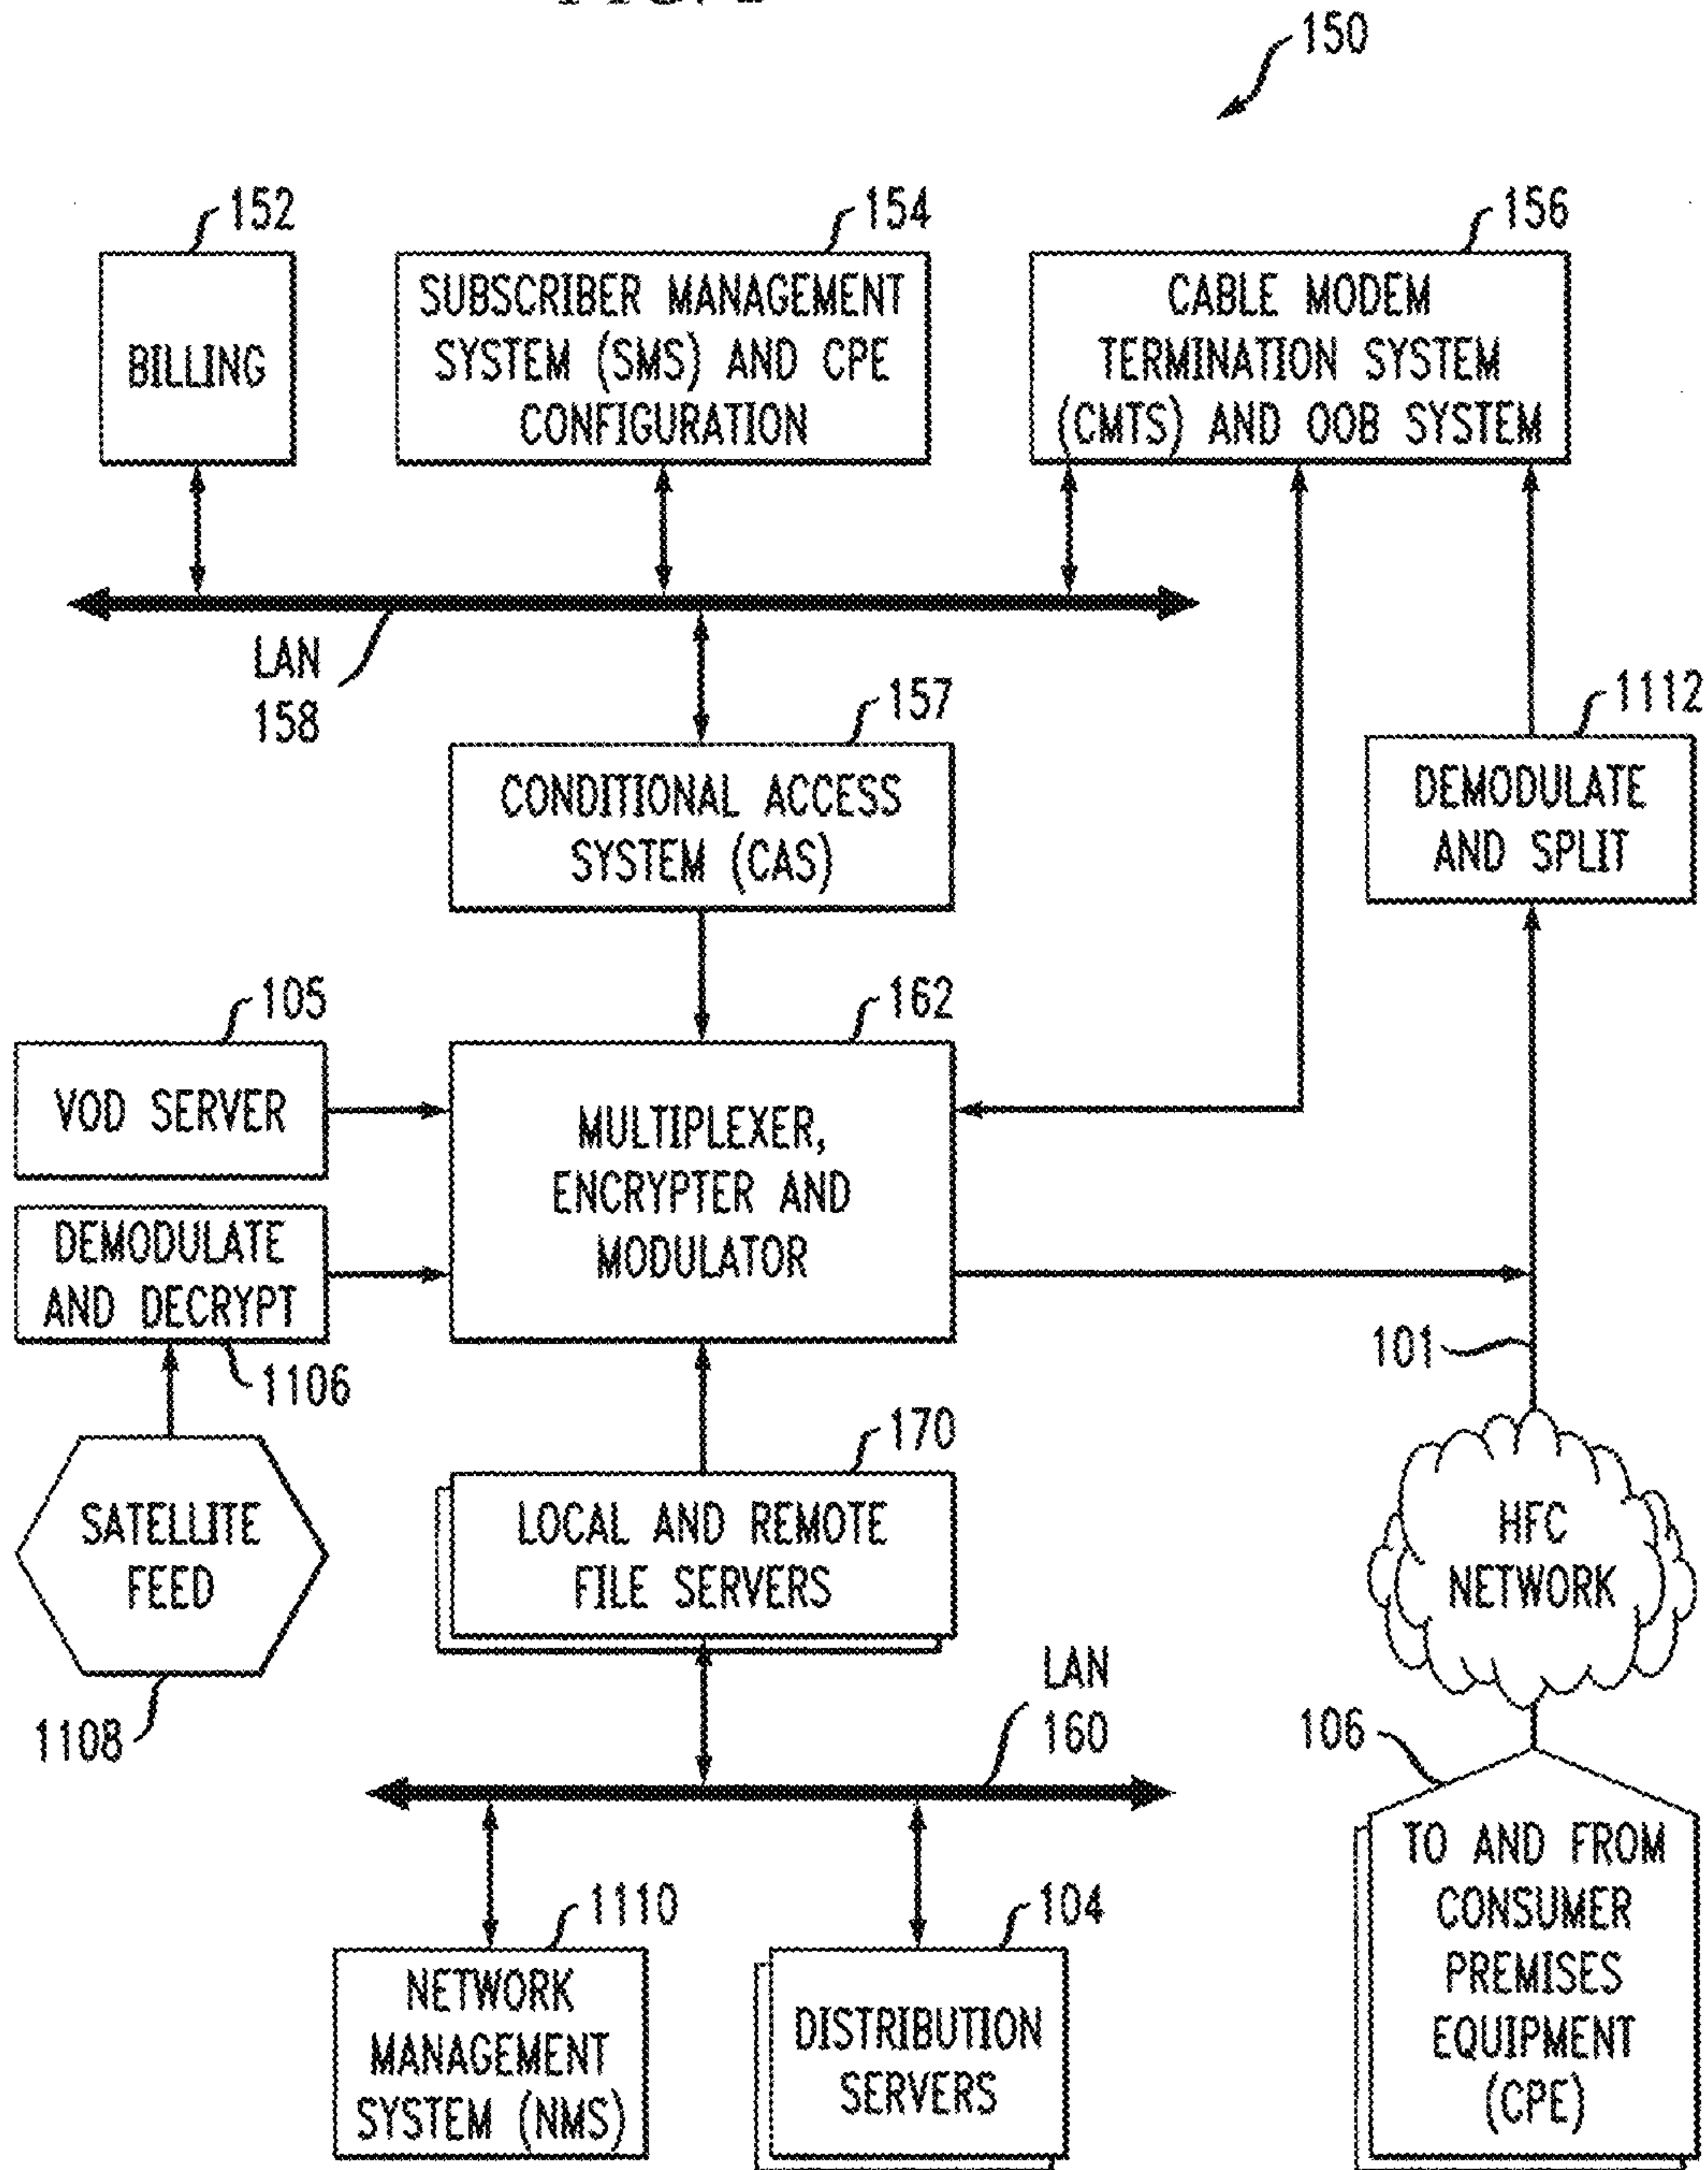 150
152
BILLING
154
SUBSCRIBER MANAGEMENT
SYSTEM (SMS) AND CPE
CONFIGURATION
156
CABLE MODEM
TERMINATION SYSTEM
(CMTS) AND OOB SYSTEM
LAN
158
157
CONDITIONAL ACCESS
SYSTEM (CAS)
1112
DEMODULATE
AND SPLIT
105
VOD SERVER
162
MULTIPLEXER,
ENCRYPTER AND
MODULATOR
DEMODULATE
AND DECRYPT
1106
101
SATELLITE
FEED
1108
170
LOCAL AND REMOTE
FILE SERVERS
HFC
NETWORK
LAN
160
106
TO AND FROM
CONSUMER
PREMISES
EQUIPMENT
(CPE)
1110
NETWORK
MANAGEMENT
SYSTEM (NMS)
104
DISTRIBUTION
SERVERS